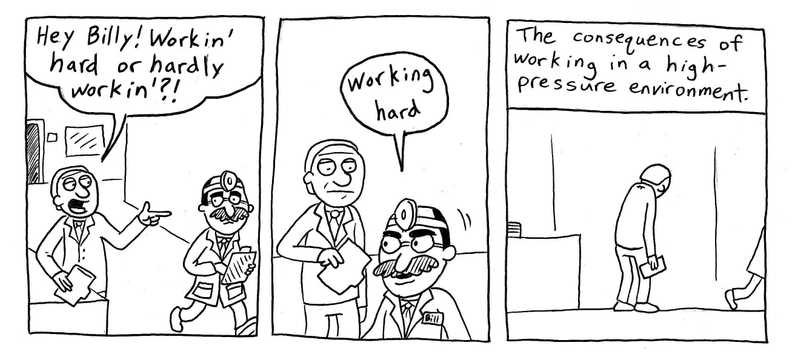 Hey Billy! Workin'
hard or hardly
workin'?!
Working
hard
Bill
The consequences of
working in a high-
pressure environment.